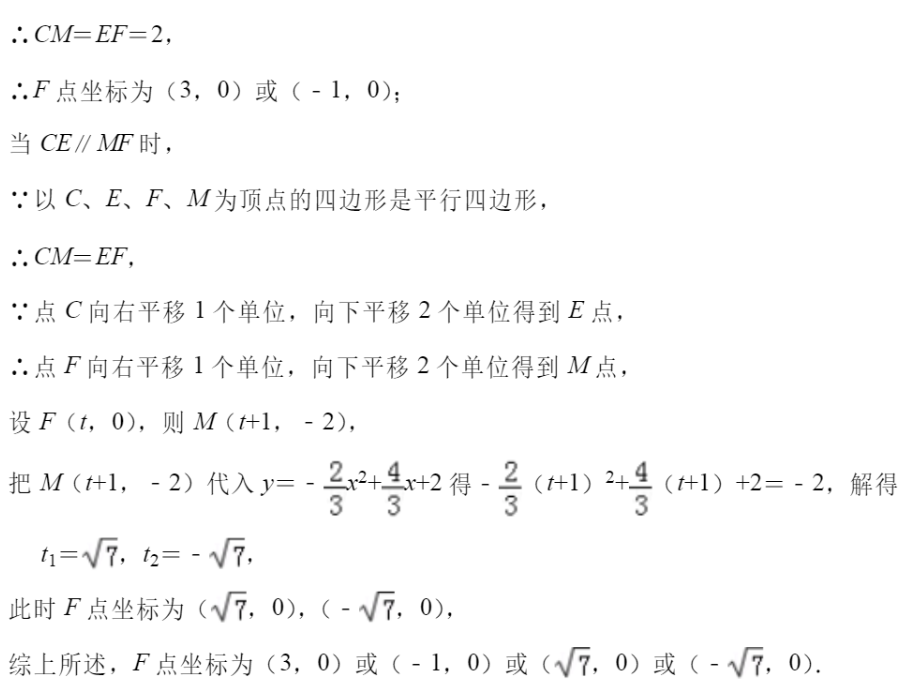 ∴CM=EF=2，
∴F点坐标为（3，0）或（﹣1，0）；
当CE∥MF时，
∵以C、E、F、M为顶点的四边形是平行四边形，
∴CM=EF，
∵点C向右平移1个单位，向下平移2个单位得到E点，
∴点F向右平移1个单位，向下平移2个单位得到M点，
设F（t，0），则M（t+1，﹣2），
把M（t+1，﹣2）代入y=﹣2/3x²+4/3x+2得﹣2/3（t+1）²+4/3（t+1）+2=﹣2，解得
t₁=√7，t₂=﹣√7，
此时F点坐标为（√7，0），（﹣√7，0），
综上所述，F点坐标为（3，0）或（﹣1，0）或（√7，0）或（﹣√7，0）．